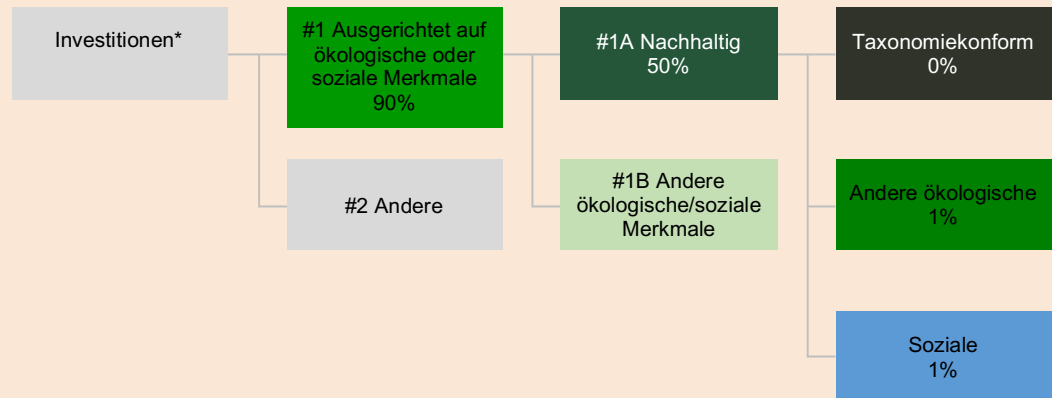 Investitionen*
#1 Ausgerichtet auf
ökologische oder
soziale Merkmale
90%
#1A Nachhaltig
50%
Taxonomiekonform
0%
#2 Andere
#1B Andere
ökologische/soziale
Merkmale
Andere ökologische
1%
Soziale
1%